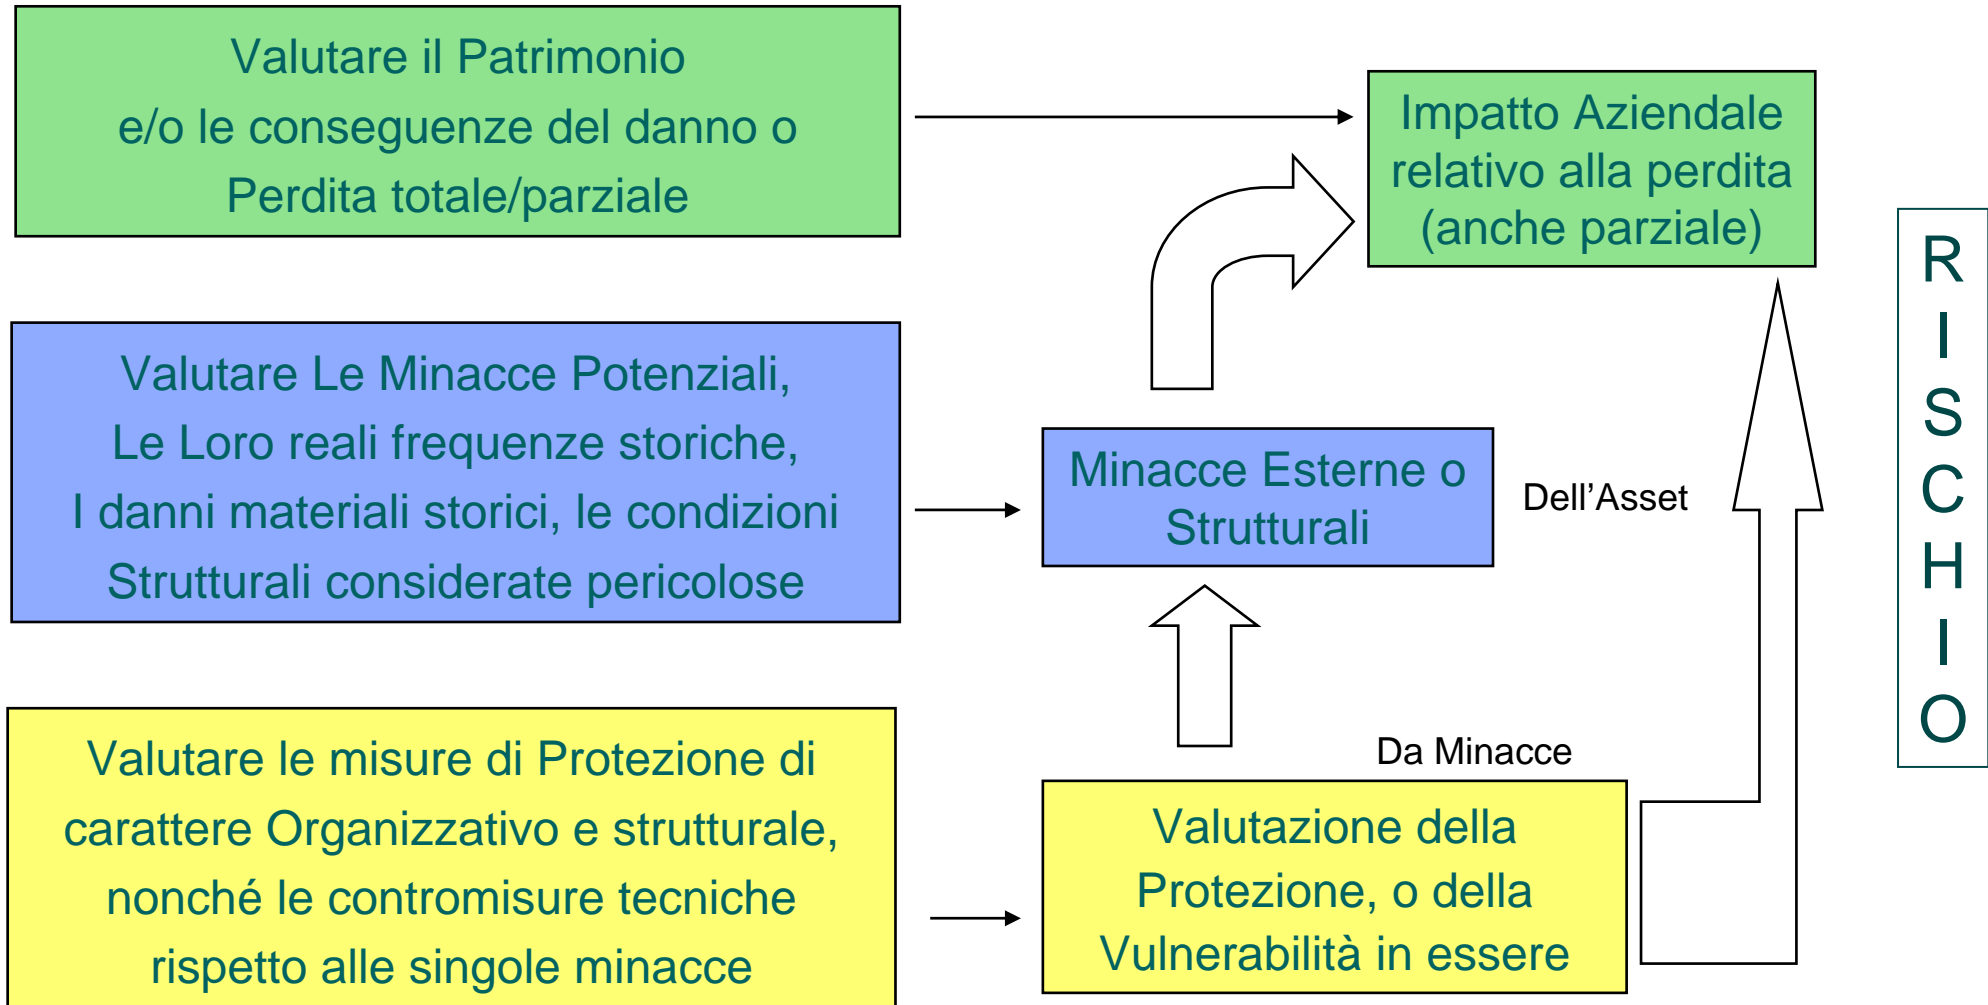 Valutare il Patrimonio
e/o le conseguenze del danno o
Perdita totale/parziale
Impatto Aziendale
relativo alla perdita
(anche parziale)
Valutare Le Minacce Potenziali,
Le Loro reali frequenze storiche,
I danni materiali storici, le condizioni
Strutturali considerate pericolose
Minacce Esterne o
Strutturali
Dell’Asset
Valutare le misure di Protezione di
carattere Organizzativo e strutturale,
nonché le contromisure tecniche
rispetto alle singole minacce
Da Minacce
Valutazione della
Protezione, o della
Vulnerabilità in essere
R
I
S
C
H
I
O